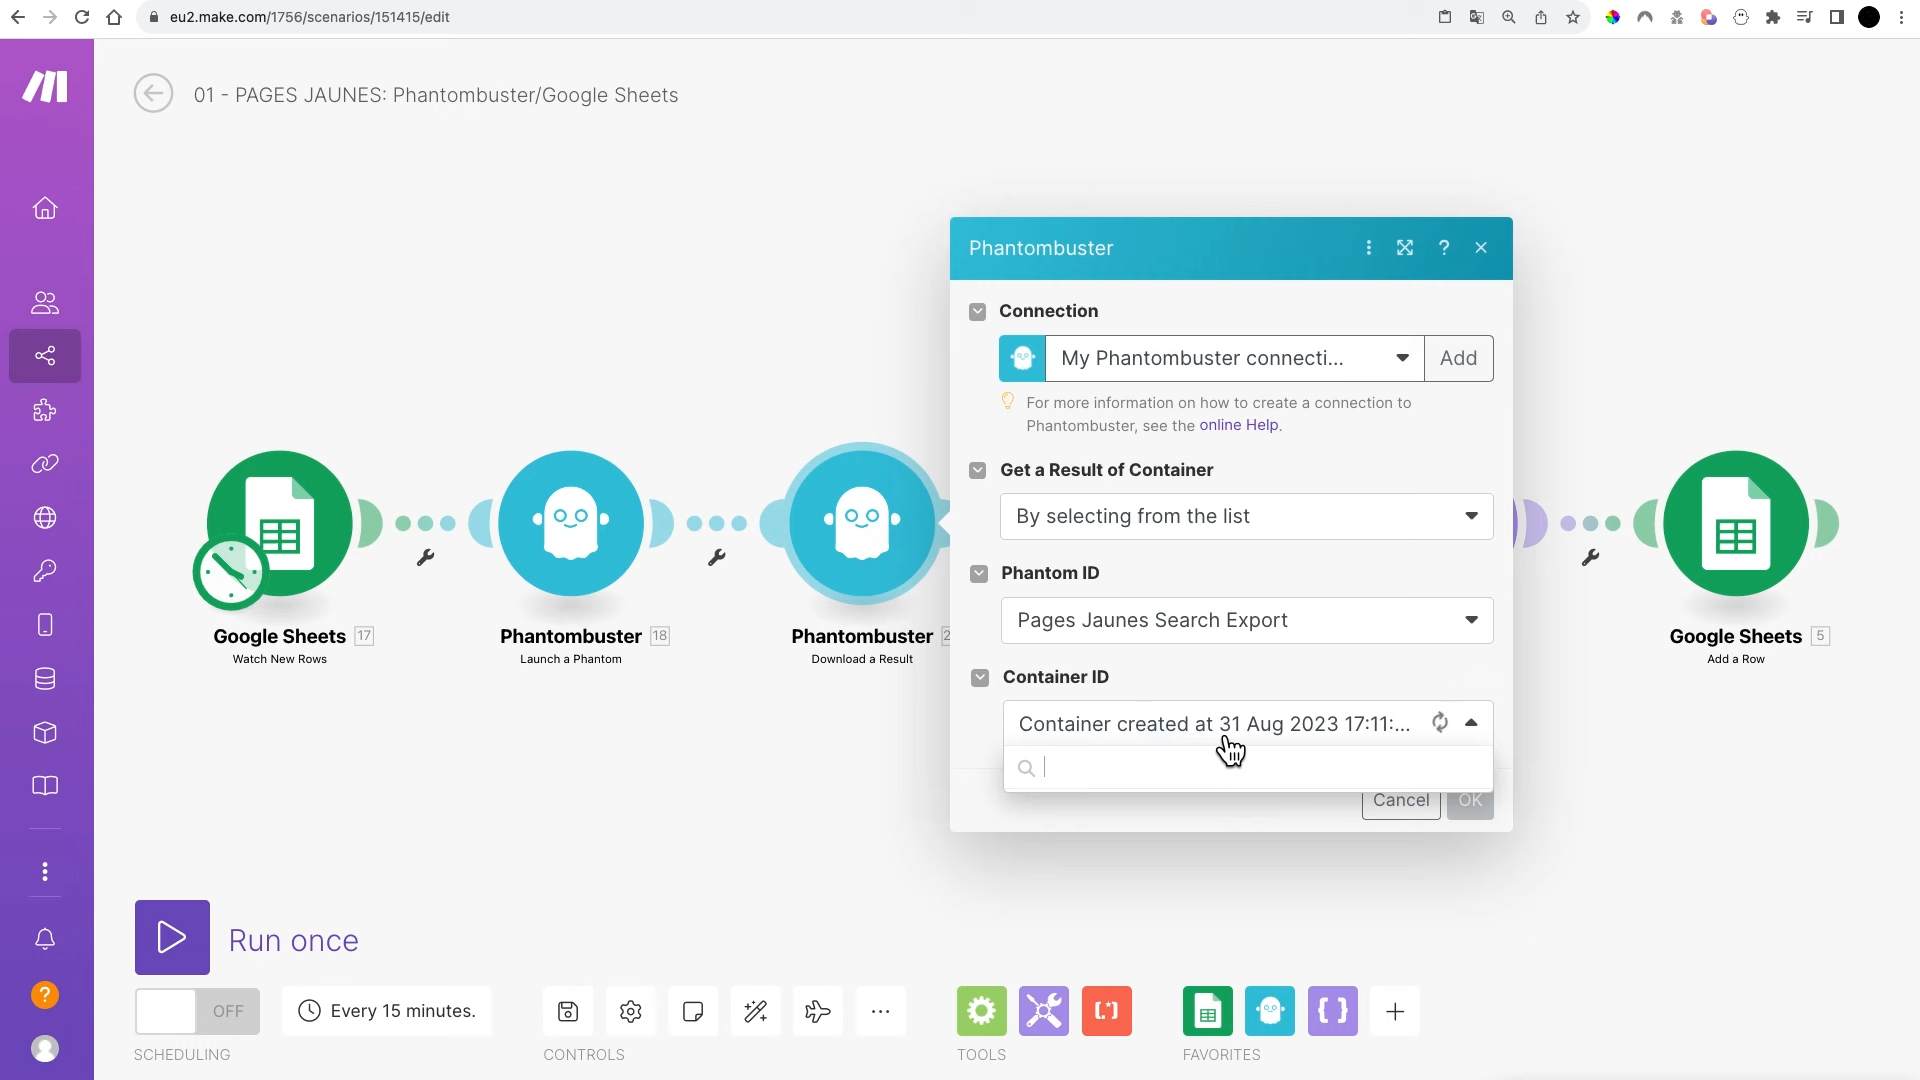 eu2.make.com/1756/scenarios/151415/edit
01 - PAGES JAUNES: Phantombuster/Google Sheets
Phantombuster
?
Connection
My Phantombuster connecti...
Add
For more information on how to create a connection to
Phantombuster, see the online Help.
Get a Result of Container
By selecting from the list
Phantom ID
Pages Jaunes Search Export
Container ID
Container created at 31 Aug 2023 17:11:...
Cancel
OK
Google Sheets 17
Watch New Rows
Phantombuster 18
Launch a Phantom
Phantombuster 2
Download a Result
Google Sheets 5
Add a Row
Run once
OFF
Every 15 minutes.
SCHEDULING
CONTROLS
TOOLS
FAVORITES
?